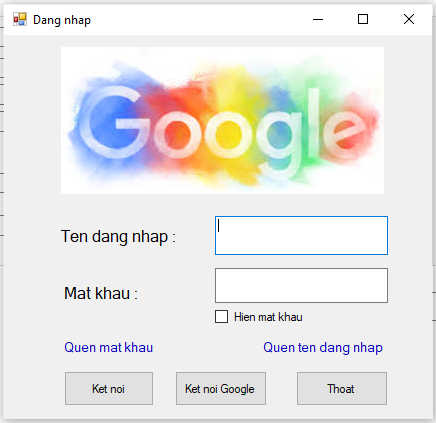 Dang nhap
Google
Ten dang nhap :
Mat khau :
Hien mat khau
Quen mat khau
Quen ten dang nhap
Ket noi
Ket noi Google
Thoat